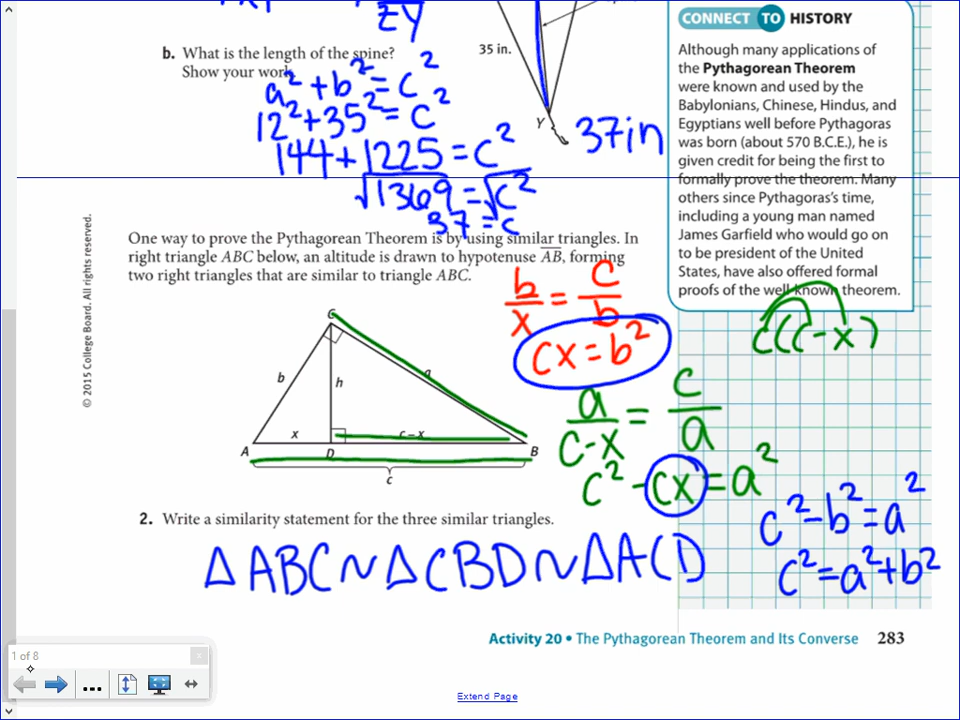 ZY
b. What is the length of the spine?
Show your work.
a² + b² = c²
12² + 35² = c²
144 + 1225 = c²
√1369 = √c²
37 = c
35 in.
Y
37in
CONNECT TO HISTORY
Although many applications of
the Pythagorean Theorem
were known and used by the
Babylonians, Chinese, Hindus, and
Egyptians well before Pythagoras
was born (about 570 B.C.E.), he is
given credit for being the first to
formally prove the theorem. Many
others since Pythagoras's time,
including a young man named
James Garfield who would go on
to be president of the United
States, have also offered formal
proofs of the well-known theorem.
© 2015 College Board. All rights reserved.
One way to prove the Pythagorean Theorem is by using similar triangles. In
right triangle ABC below, an altitude is drawn to hypotenuse AB, forming
two right triangles that are similar to triangle ABC.
b/x = c/b
cx = b²
c(c-x)
a/c-x = c/a
c² - cx = a²
c² - b² = a²
c² = a² + b²
C
b
h
a
x
c – x
A
D
B
c
2. Write a similarity statement for the three similar triangles.
△ABC ~ △CBD ~ △ACD
Activity 20 • The Pythagorean Theorem and Its Converse 283
1 of 8
Extend Page